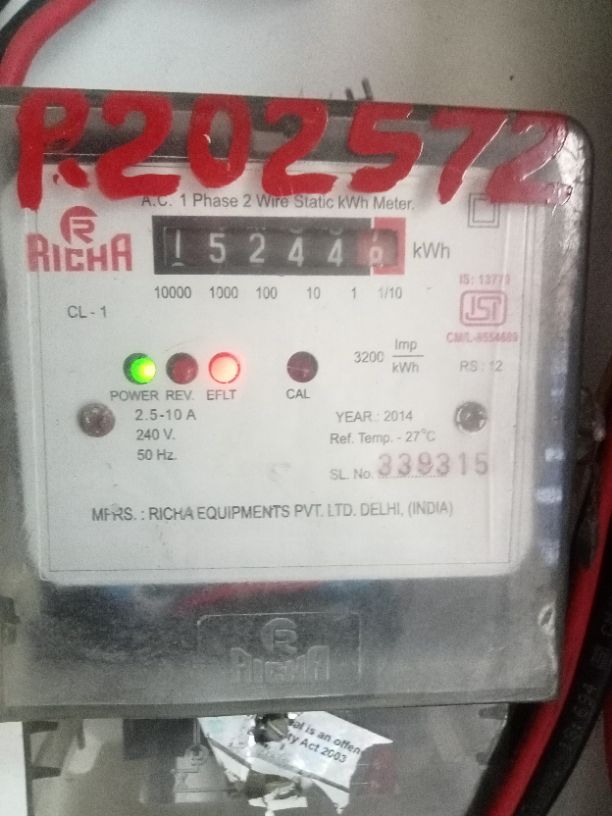 R202572
A.C. 1 Phase 2 Wire Static kWh Meter.
RICHA
15244 kWh
10000 1000 100 10 1 1/10
CL - 1
IS : 13779
ISI
CM/L-8554689
3200 Imp/kWh
RS : 12
POWER REV. EFLT CAL
2.5-10 A
240 V.
50 Hz.
YEAR : 2014
Ref. Temp. - 27°C
SL. No. 339315
MFRS. : RICHA EQUIPMENTS PVT. LTD. DELHI, (INDIA)
RICHA
is an offen
Act 2003